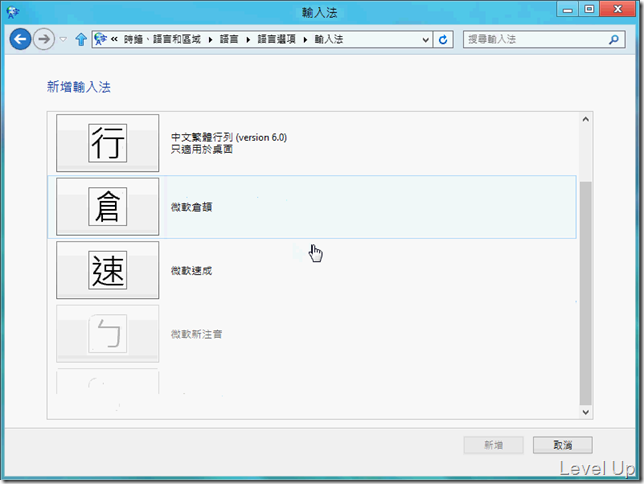 輸入法
« 時鐘、語言和區域 ▸ 語言 ▸ 語言選項 ▸ 輸入法
搜尋輸入法
新增輸入法
行
中文繁體行列 (version 6.0)
只適用於桌面
倉
微軟倉頡
速
微軟速成
ㄅ
微軟新注音
新增
取消
Level Up